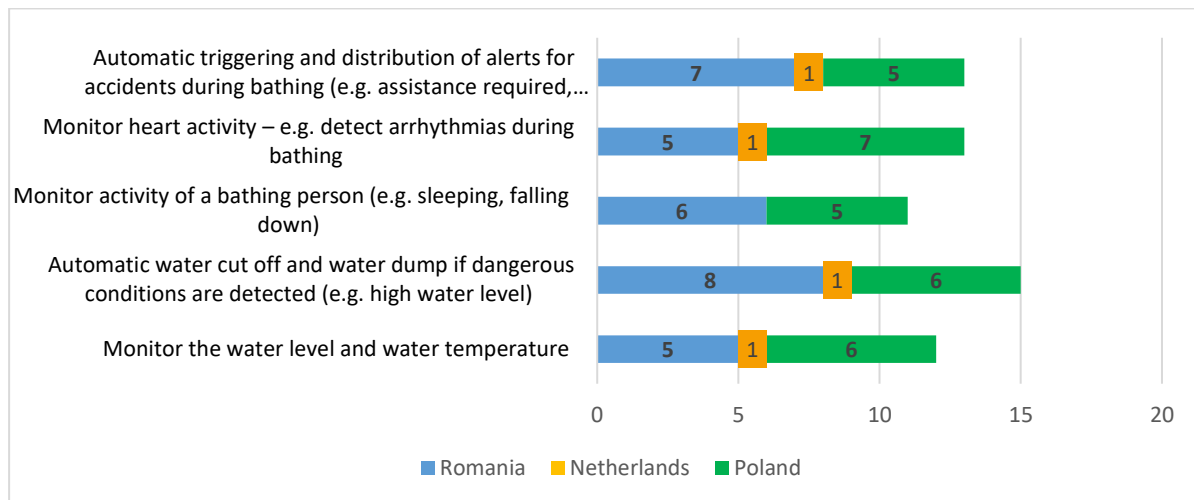 Automatic triggering and distribution of alerts for
accidents during bathing (e.g. assistance required,...
7 1 5
Monitor heart activity – e.g. detect arrhythmias during
bathing
5 1 7
Monitor activity of a bathing person (e.g. sleeping, falling
down)
6 5
Automatic water cut off and water dump if dangerous
conditions are detected (e.g. high water level)
8 1 6
Monitor the water level and water temperature
5 1 6
0 5 10 15 20
Romania Netherlands Poland